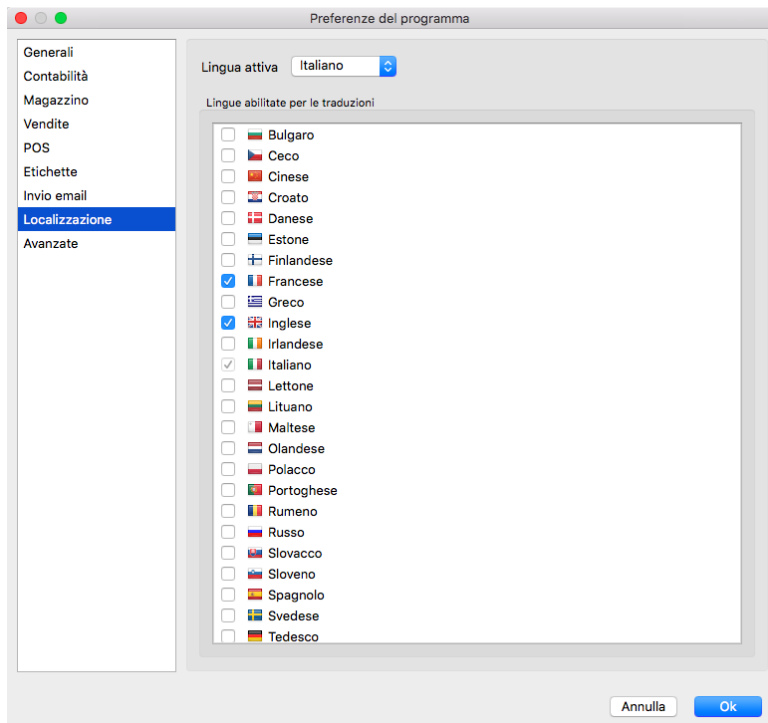 Preferenze del programma
Generali
Contabilità
Magazzino
Vendite
POS
Etichette
Invio email
Localizzazione
Avanzate
Lingua attiva Italiano
Lingue abilitate per le traduzioni
Bulgaro
Ceco
Cinese
Croato
Danese
Estone
Finlandese
Francese
Greco
Inglese
Irlandese
Italiano
Lettone
Lituano
Maltese
Olandese
Polacco
Portoghese
Rumeno
Russo
Slovacco
Sloveno
Spagnolo
Svedese
Tedesco
Annulla Ok